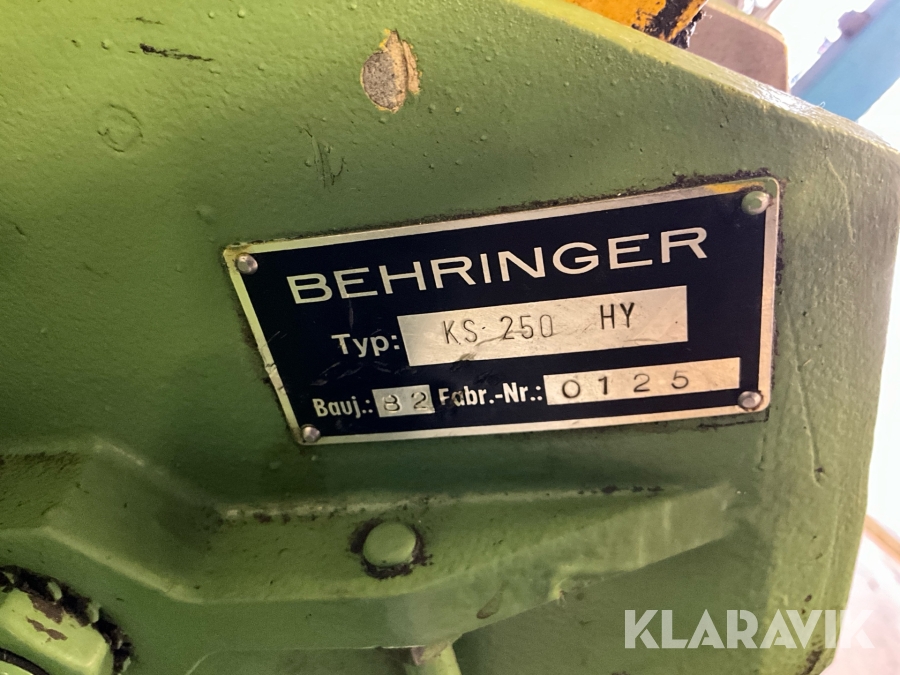 BEHRINGER
Typ: KS 250 HY
Bauj.: 82 Fabr.-Nr.: 0125
KLARAVIK